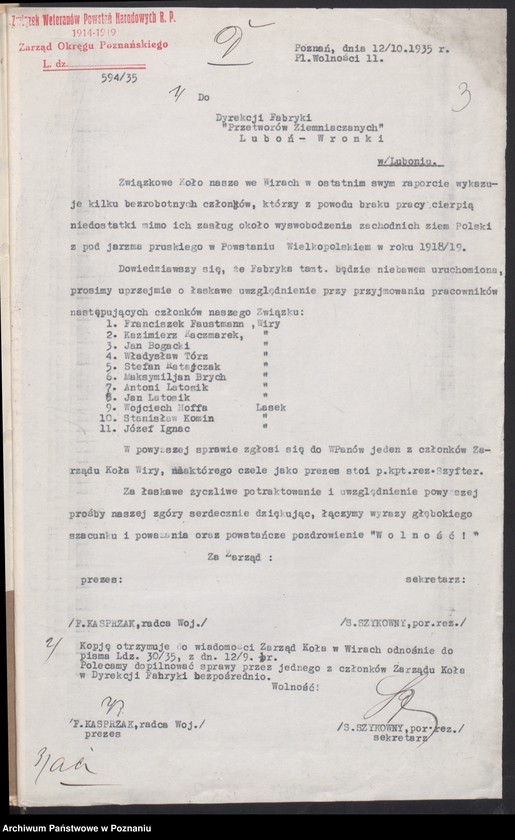 Związek Weteranów Powstań Narodowych R. P.
1914-1919
Zarząd Okręgu Poznańskiego
L. dz.
594/35
Poznań, dnia 12/10.1935 r.
Pl.Wolności 11.
3
Do
Dyrekcji Fabryki
"Przetworów Ziemniaczanych"
Luboń-Wronki
w/Luboniu.
Związkowe Koło nasze we Wirach w ostatnim swym raporcie wykazu-
je kilku bezrobotnych członków, którzy z powodu braku pracy cierpią
niedostatki mimo ich zasług około wyswobodzenia zachodnich ziem Polski
z pod jarzma pruskiego w Powstaniu Wielkopolskiem w roku 1918/19.
Dowiedziawszy się, że Fabryka tamt. będzie niebawem uruchomiona,
prosimy uprzejmie o łaskawe uwzględnienie przy przyjmowaniu pracowników
następujących członków naszego Związku:
1. Franciszek Faustmann ,Wiry
2. Kazimierz Kaczmarek, "
3. Jan Bogacki "
4. Władysław Tórz "
5. Stefan Ratajczak "
6. Maksymiljan Brych "
7. Antoni Latosik "
8. Jan Latosik "
9. Wojciech Hoffa Lasek
10. Stanisław Komin "
11. Józef Ignac "
W powyższej sprawie zgłosi się do WPanów jeden z członków Za-
rządu Koła Wiry, na którego czele jako prezes stoi p.kpt.rez.Szyfter.
Za łaskawe życzliwe potraktowanie i uwzględnienie powyższej
prośby naszej zgóry serdecznie dziękując, łączymy wyrazy głębokiego
szacunku i poważania oraz powstańcze pozdrowienie "Wolność!"
Za Zarząd :
prezes: sekretarz:
/F.KASPRZAK,radca Woj./ /S.SZYKOWNY,por.rez./
Kopję otrzymuje do wiadomości Zarząd Koła w Wirach odnośnie do
pisma Ldz. 30/35, z dn. 12/9. br.
Polecamy dopilnować sprawy przez jednego z członków Zarządu Koła
w Dyrekcji Fabryki bezpośrednio.
Wolność!
/F.KASPRZAK, radca Woj./ /S.SZYKOWNY,por.rez./
prezes sekretarz
Archiwum Państwowe w Poznaniu